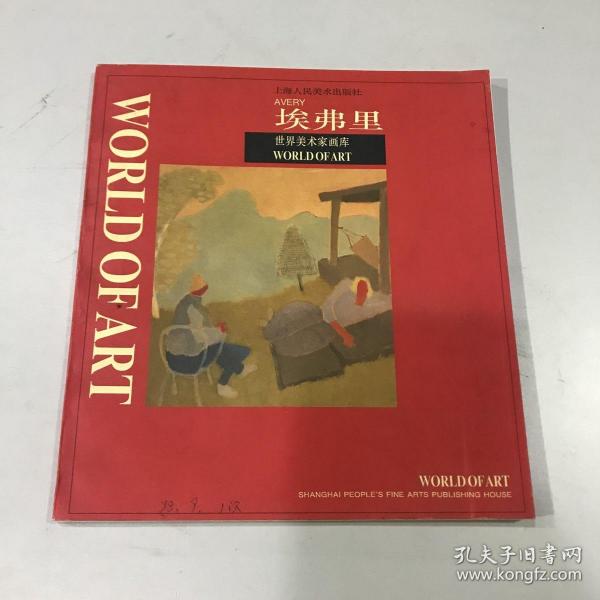 上海人民美术出版社
AVERY
埃弗里
世界美术家画库
WORLD OF ART
WORLD OF ART
WORLD OF ART
SHANGHAI PEOPLE'S FINE ARTS PUBLISHING HOUSE
孔夫子旧书网
www.kongfz.com